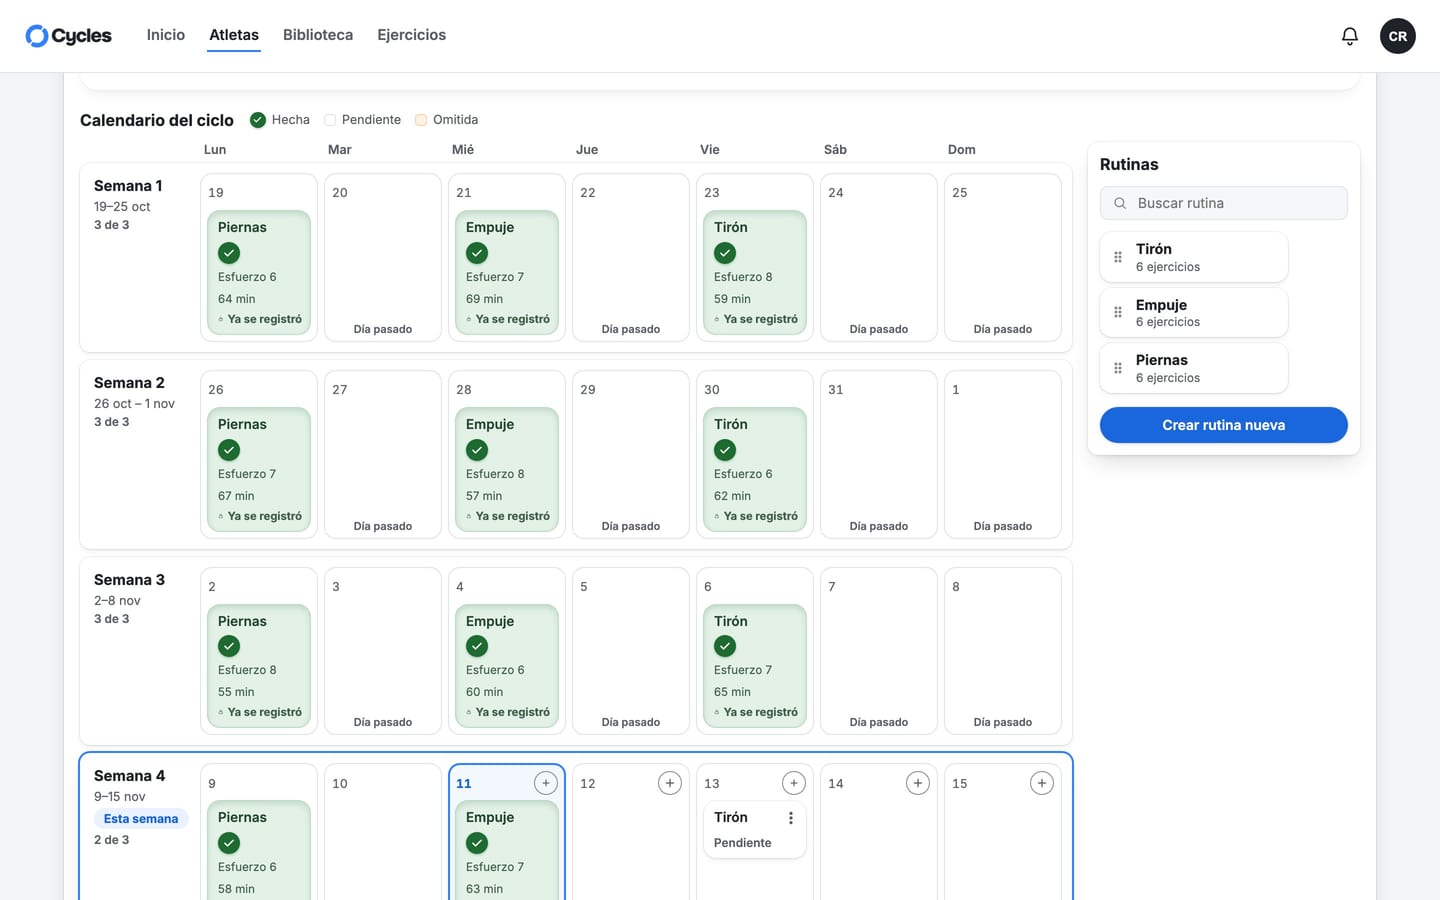 Cycles
Inicio
Atletas
Biblioteca
Ejercicios
CR
Calendario del ciclo
Hecha
Pendiente
Omitida
Lun
Mar
Mié
Jue
Vie
Sáb
Dom
Semana 1
19–25 oct
3 de 3
19
Piernas
Esfuerzo 6
64 min
Ya se registró
20
Día pasado
21
Empuje
Esfuerzo 7
69 min
Ya se registró
22
Día pasado
23
Tirón
Esfuerzo 8
59 min
Ya se registró
24
Día pasado
25
Día pasado
Semana 2
26 oct – 1 nov
3 de 3
26
Piernas
Esfuerzo 7
67 min
Ya se registró
27
Día pasado
28
Empuje
Esfuerzo 8
57 min
Ya se registró
29
Día pasado
30
Tirón
Esfuerzo 6
62 min
Ya se registró
31
Día pasado
1
Día pasado
Semana 3
2–8 nov
3 de 3
2
Piernas
Esfuerzo 8
55 min
Ya se registró
3
Día pasado
4
Empuje
Esfuerzo 6
60 min
Ya se registró
5
Día pasado
6
Tirón
Esfuerzo 7
65 min
Ya se registró
7
Día pasado
8
Día pasado
Semana 4
9–15 nov
Esta semana
2 de 3
9
Piernas
Esfuerzo 6
58 min
10
11
Empuje
Esfuerzo 7
63 min
12
13
Tirón
Pendiente
14
15
Rutinas
Buscar rutina
Tirón
6 ejercicios
Empuje
6 ejercicios
Piernas
6 ejercicios
Crear rutina nueva